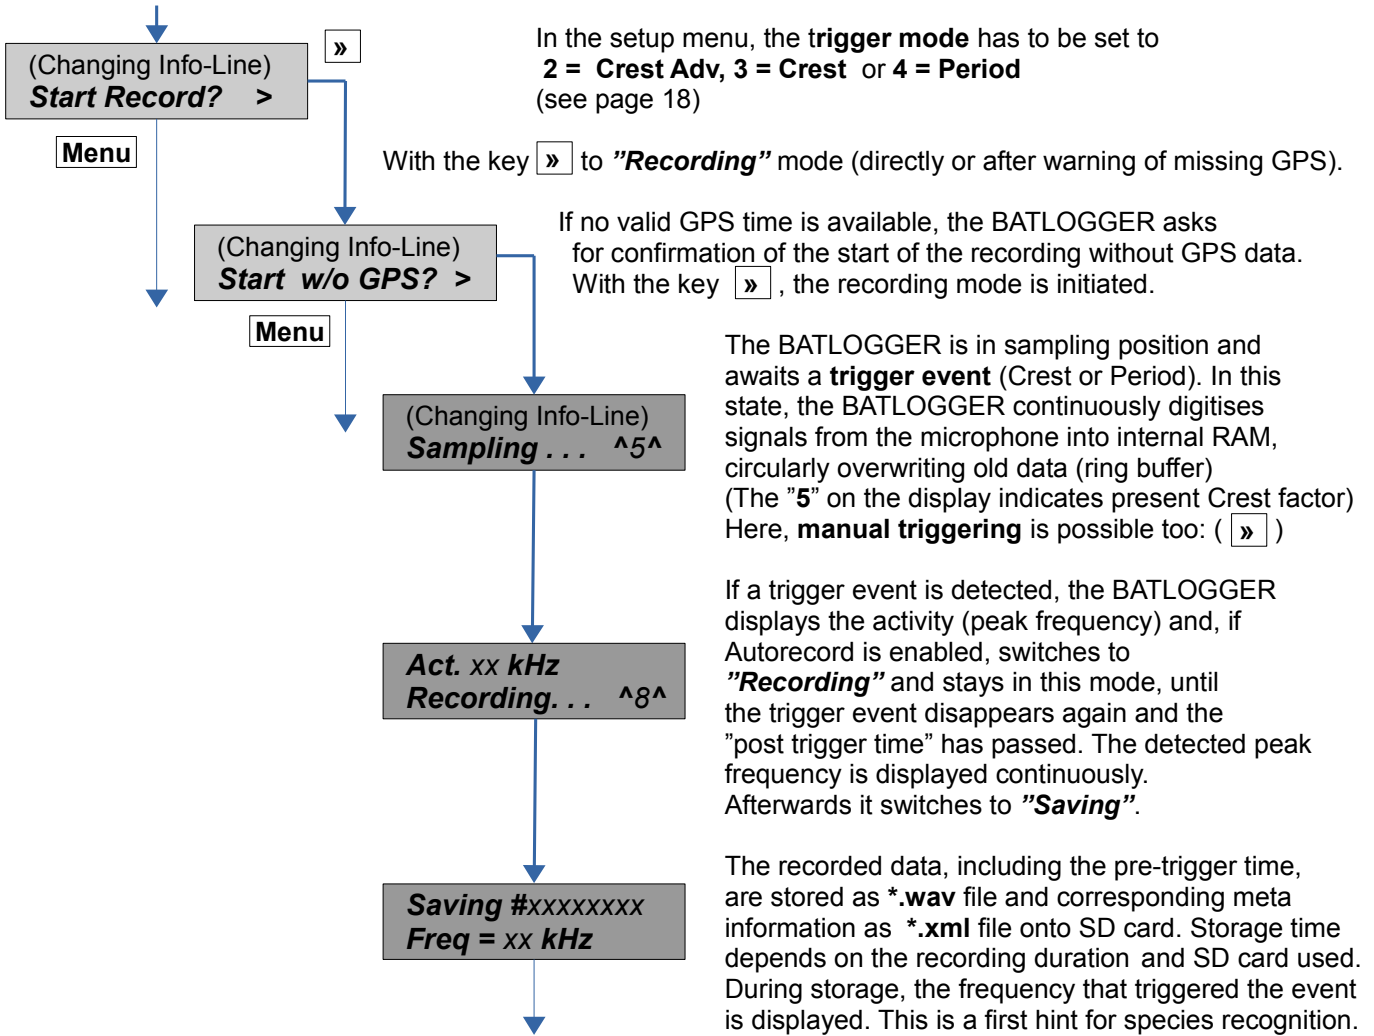 (Changing Info-Line)
Start Record? >
»
In the setup menu, the trigger mode has to be set to
2 = Crest Adv, 3 = Crest or 4 = Period
(see page 18)
Menu
With the key » to ”Recording” mode (directly or after warning of missing GPS).
(Changing Info-Line)
Start w/o GPS? >
If no valid GPS time is available, the BATLOGGER asks
for confirmation of the start of the recording without GPS data.
With the key » , the recording mode is initiated.
Menu
(Changing Info-Line)
Sampling . . . ^5^
The BATLOGGER is in sampling position and
awaits a trigger event (Crest or Period). In this
state, the BATLOGGER continuously digitises
signals from the microphone into internal RAM,
circularly overwriting old data (ring buffer)
(The ”5” on the display indicates present Crest factor)
Here, manual triggering is possible too: ( » )
Act. xx kHz
Recording. . . ^8^
If a trigger event is detected, the BATLOGGER
displays the activity (peak frequency) and, if
Autorecord is enabled, switches to
”Recording” and stays in this mode, until
the trigger event disappears again and the
”post trigger time” has passed. The detected peak
frequency is displayed continuously.
Afterwards it switches to ”Saving”.
Saving #xxxxxxxx
Freq = xx kHz
The recorded data, including the pre-trigger time,
are stored as *.wav file and corresponding meta
information as *.xml file onto SD card. Storage time
depends on the recording duration and SD card used.
During storage, the frequency that triggered the event
is displayed. This is a first hint for species recognition.